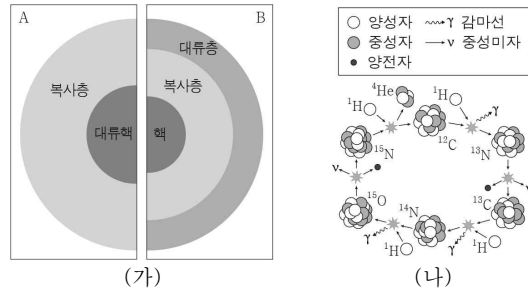 A
B
복사층
대류핵
대류층
복사층
핵
(가)
양성자 γ 감마선
중성자 ν 중성미자
양전자
⁴He
¹H
¹H
γ
¹⁵N
¹²C
¹³N
ν
ν
¹⁵O
¹⁴N
¹³C
γ
¹H
γ
¹H
(나)